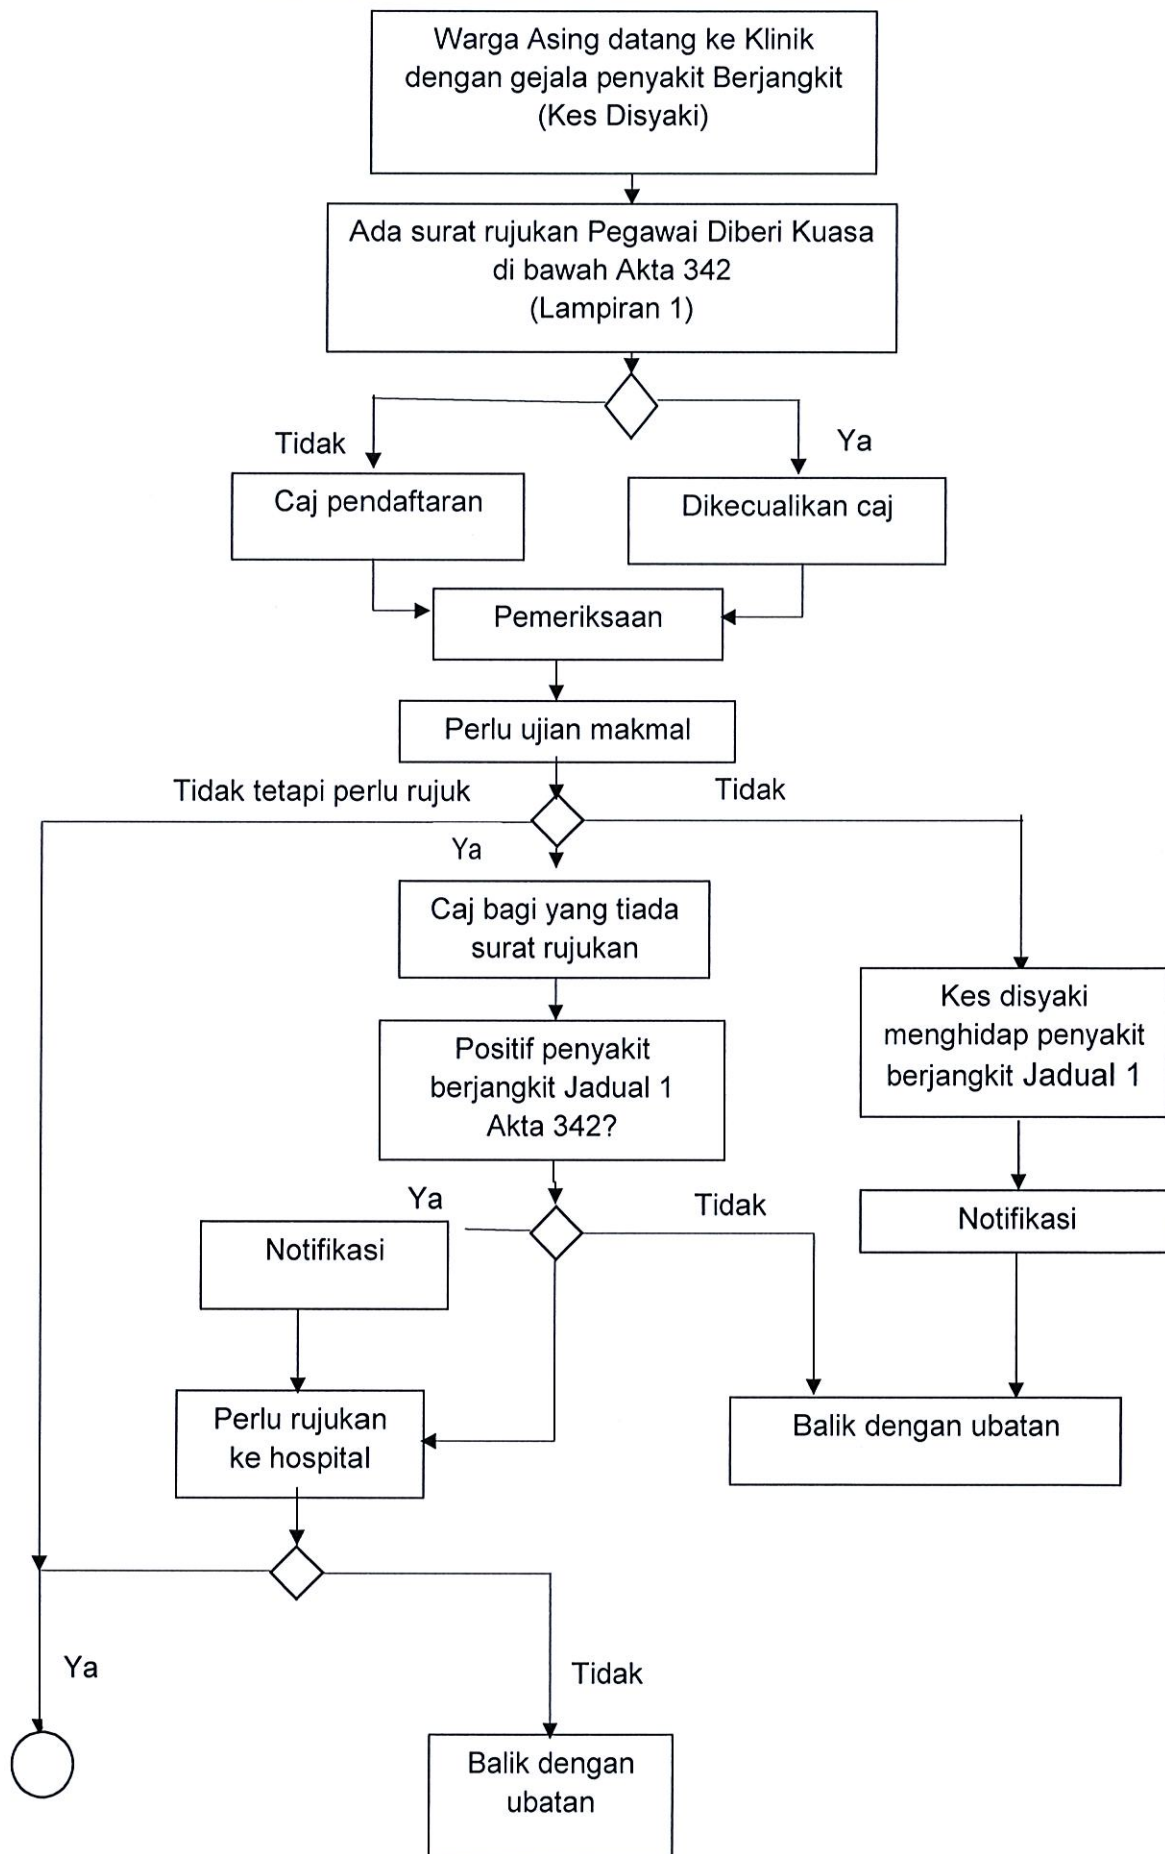 Warga Asing datang ke Klinik
dengan gejala penyakit Berjangkit
(Kes Disyaki)
Ada surat rujukan Pegawai Diberi Kuasa
di bawah Akta 342
(Lampiran 1)
Tidak
Ya
Caj pendaftaran
Dikecualikan caj
Pemeriksaan
Perlu ujian makmal
Tidak tetapi perlu rujuk
Tidak
Ya
Caj bagi yang tiada
surat rujukan
Kes disyaki
menghidap penyakit
berjangkit Jadual 1
Positif penyakit
berjangkit Jadual 1
Akta 342?
Ya
Tidak
Notifikasi
Notifikasi
Perlu rujukan
ke hospital
Balik dengan ubatan
Ya
Tidak
Balik dengan
ubatan